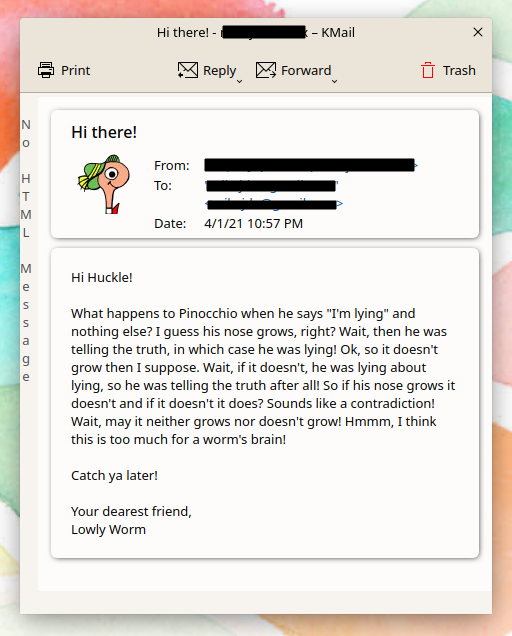 Hi there! - – KMail
Print
Reply
Forward
Trash
No HTML Message
Hi there!
From:
To:
Date: 4/1/21 10:57 PM
Hi Huckle!
What happens to Pinocchio when he says "I'm lying" and
nothing else? I guess his nose grows, right? Wait, then he was
telling the truth, in which case he was lying! Ok, so it doesn't
grow then I suppose. Wait, if it doesn't, he was lying about
lying, so he was telling the truth after all! So if his nose grows it
doesn't and if it doesn't it does? Sounds like a contradiction!
Wait, may it neither grows nor doesn't grow! Hmmm, I think
this is too much for a worm's brain!
Catch ya later!
Your dearest friend,
Lowly Worm